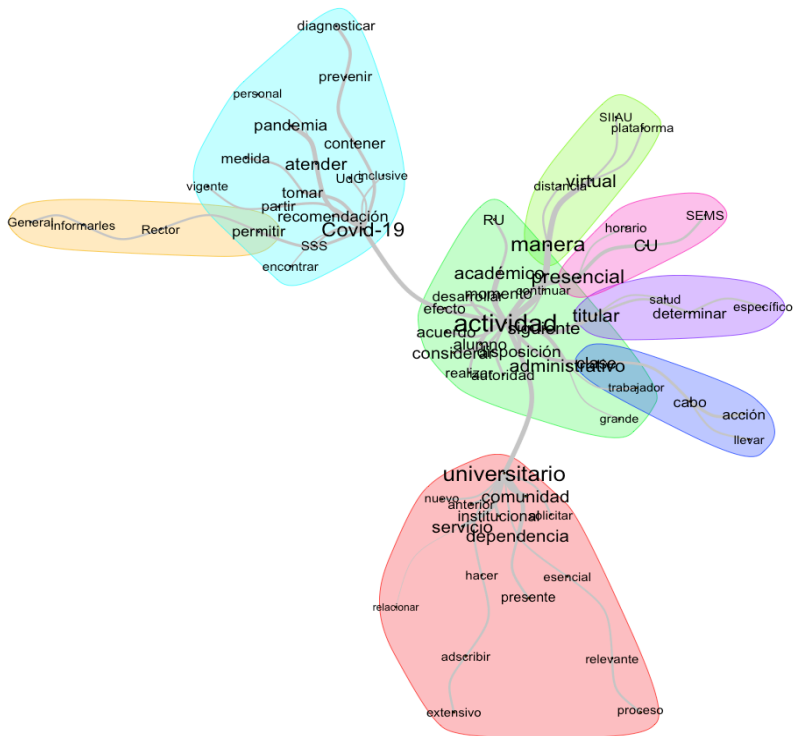 diagnosticar
prevenir
personal
pandemia
contener
medida
atender
UdG
inclusive
vigente
tomar
partir
recomendación
Covid-19
General
Informarles
Rector
permitir
SSS
encontrar
SIIAU
plataforma
distancia
virtual
RU
manera
horario
SEMS
CU
presencial
académico
momento
continuar
desarrollar
efecto
actividad
siguiente
titular
salud
determinar
específico
acuerdo
alumno
considerar
disposición
administrativo
clase
realizar
autoridad
trabajador
cabo
acción
grande
llevar
universitario
nuevo
anterior
comunidad
institucional
solicitar
servicio
dependencia
hacer
esencial
relacionar
presente
adscribir
relevante
extensivo
proceso